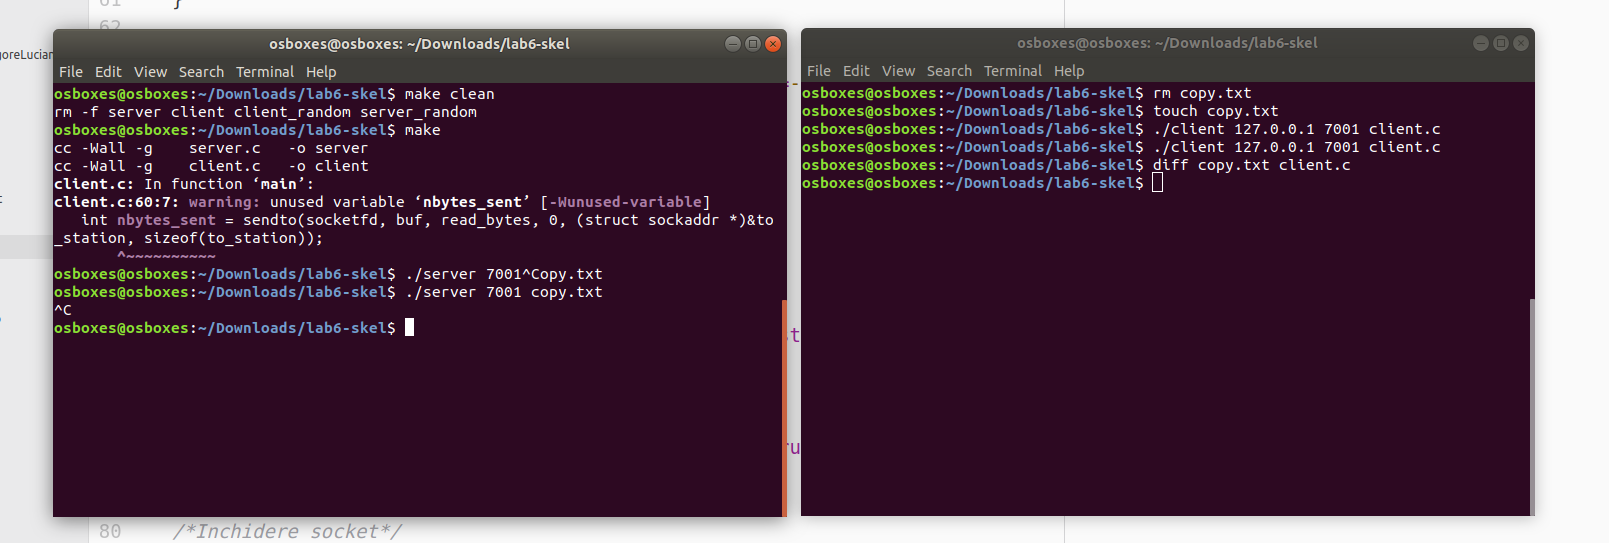 61 }
62
goreLucian
osboxes@osboxes: ~/Downloads/lab6-skel
File Edit View Search Terminal Help
osboxes@osboxes:~/Downloads/lab6-skel$ make clean
rm -f server client client_random server_random
osboxes@osboxes:~/Downloads/lab6-skel$ make
cc -Wall -g    server.c   -o server
cc -Wall -g    client.c   -o client
client.c: In function ‘main’:
client.c:60:7: warning: unused variable ‘nbytes_sent’ [-Wunused-variable]
   int nbytes_sent = sendto(socketfd, buf, read_bytes, 0, (struct sockaddr *)&to
_station, sizeof(to_station));
       ^~~~~~~~~~~
osboxes@osboxes:~/Downloads/lab6-skel$ ./server 7001^Copy.txt
osboxes@osboxes:~/Downloads/lab6-skel$ ./server 7001 copy.txt
^C
osboxes@osboxes:~/Downloads/lab6-skel$
osboxes@osboxes: ~/Downloads/lab6-skel
File Edit View Search Terminal Help
osboxes@osboxes:~/Downloads/lab6-skel$ rm copy.txt
osboxes@osboxes:~/Downloads/lab6-skel$ touch copy.txt
osboxes@osboxes:~/Downloads/lab6-skel$ ./client 127.0.0.1 7001 client.c
osboxes@osboxes:~/Downloads/lab6-skel$ ./client 127.0.0.1 7001 client.c
osboxes@osboxes:~/Downloads/lab6-skel$ diff copy.txt client.c
osboxes@osboxes:~/Downloads/lab6-skel$
st
ru
80 /*Inchidere socket*/